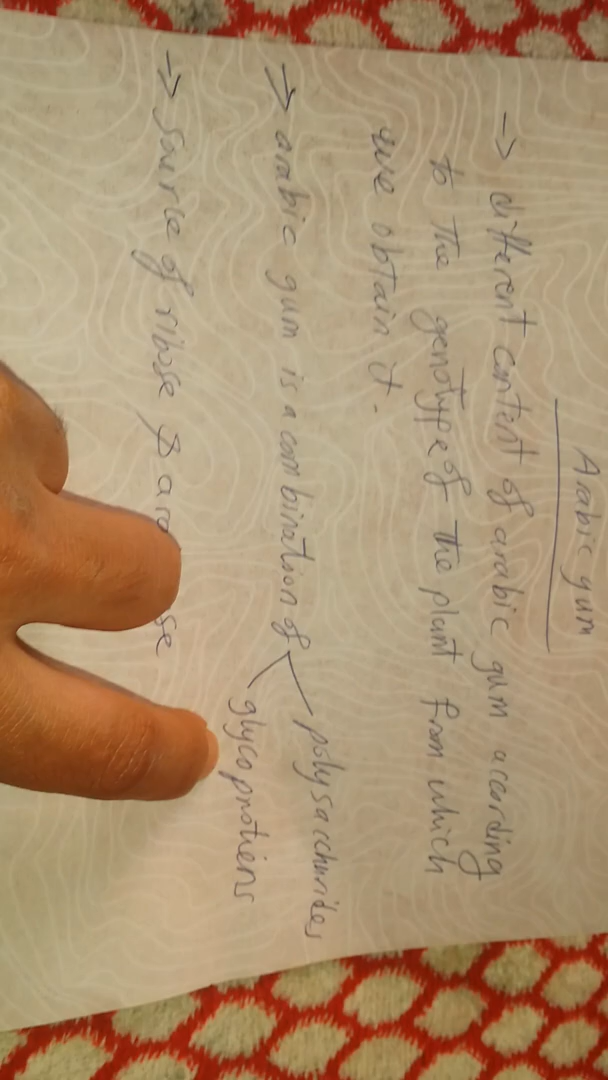 Arabic gum
-> different content of arabic gum according
to the genotype of the plant from which
we obtain it.
-> arabic gum is a combination of polysaccharides
glycoprotiens
-> source of ribose &